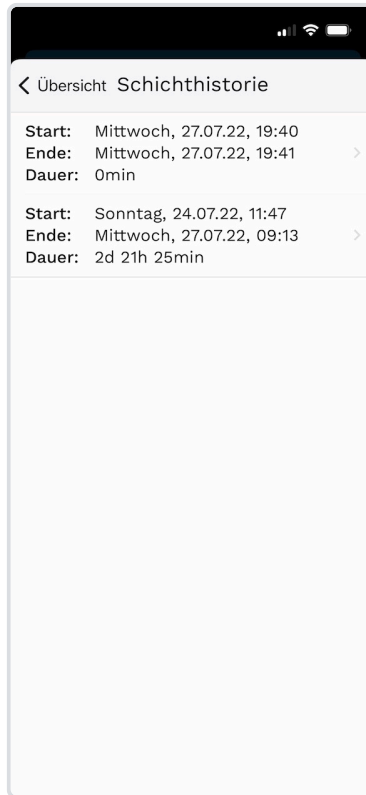 Übersicht Schichthistorie
Start: Mittwoch, 27.07.22, 19:40
Ende: Mittwoch, 27.07.22, 19:41
Dauer: 0min
Start: Sonntag, 24.07.22, 11:47
Ende: Mittwoch, 27.07.22, 09:13
Dauer: 2d 21h 25min